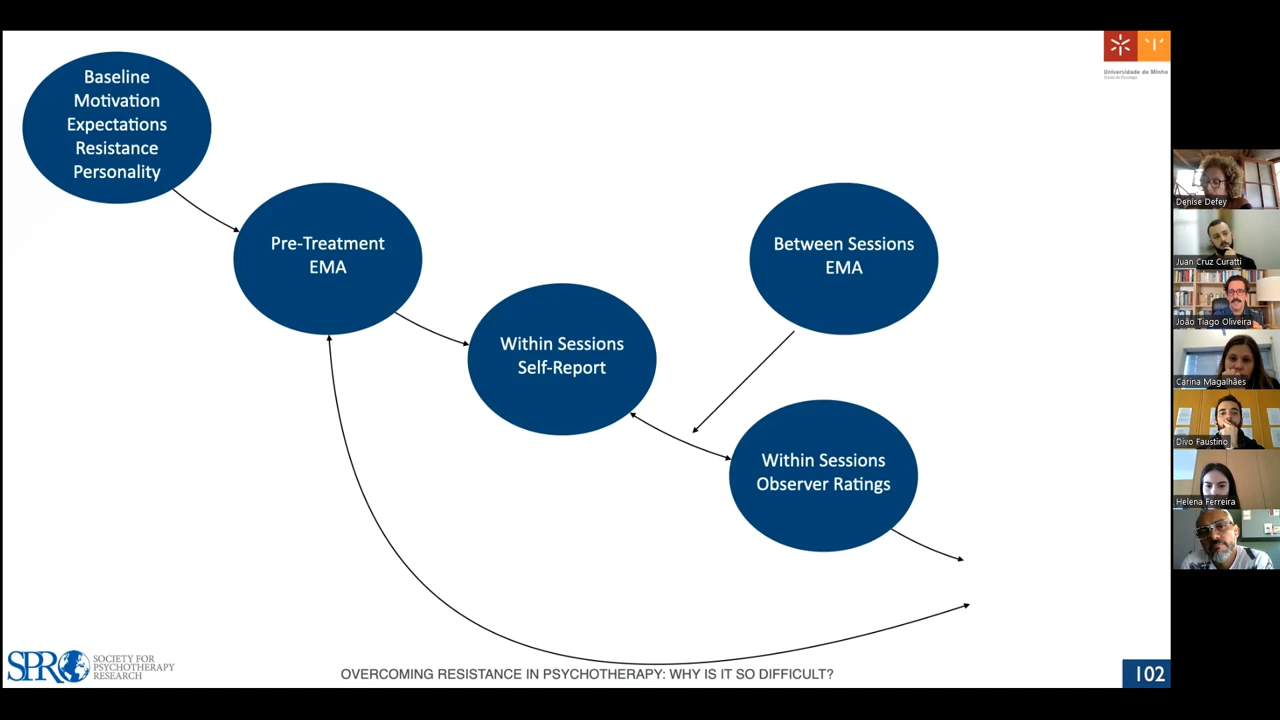 Baseline
Motivation
Expectations
Resistance
Personality
Pre-Treatment
EMA
Within Sessions
Self-Report
Between Sessions
EMA
Within Sessions
Observer Ratings
Universidade do Minho
Escola de Psicologia
SPR
SOCIETY FOR
PSYCHOTHERAPY
RESEARCH
OVERCOMING RESISTANCE IN PSYCHOTHERAPY: WHY IS IT SO DIFFICULT?
102
Denise Defey
Juan Cruz Curatti
João Tiago Oliveira
Carina Magalhães
Divo Faustino
Helena Ferreira